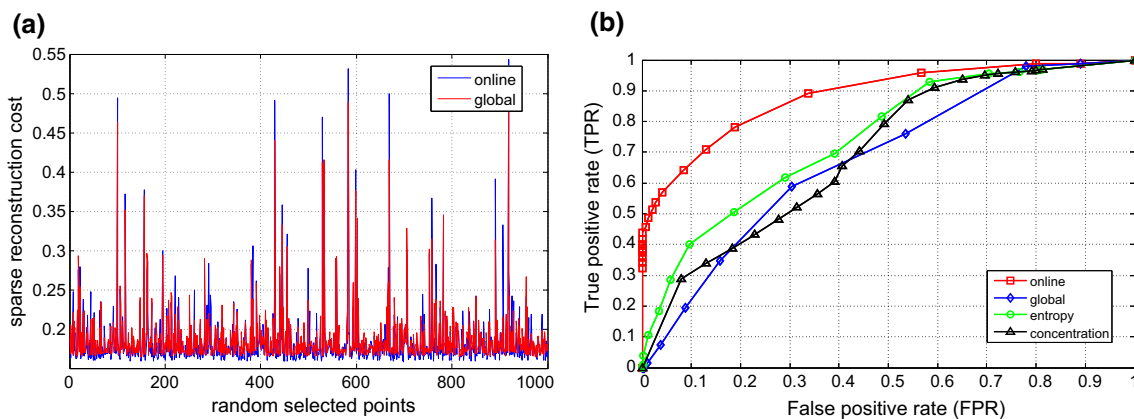 (a)
0.55
0.5
0.45
0.4
0.35
0.3
0.25
0.2
0 200 400 600 800 1000
sparse reconstruction cost
random selected points
online
global
(b)
1
0.9
0.8
0.7
0.6
0.5
0.4
0.3
0.2
0.1
0
0 0.1 0.2 0.3 0.4 0.5 0.6 0.7 0.8 0.9 1
True positive rate (TPR)
False positive rate (FPR)
online
global
entropy
concentration